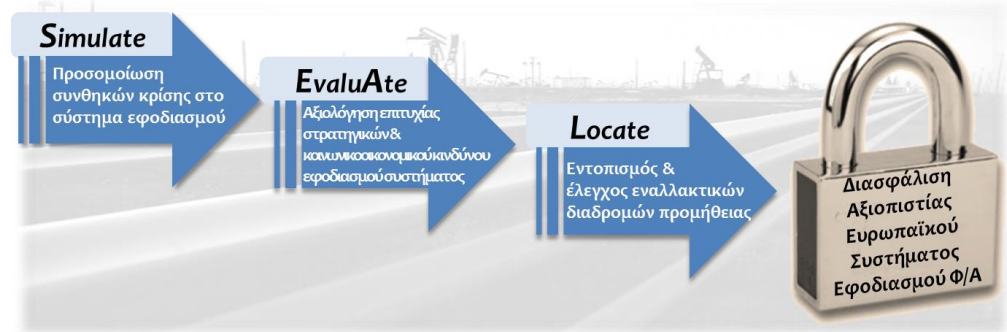 Simulate
Προσομοίωση
συνθηκών κρίσης στο
σύστημα εφοδιασμού
EvaluAte
Αξιολόγηση επιτυχίας
στρατηγικών &
κοινωνικοοικονομικού κινδύνου
εφοδιασμού συστήματος
Locate
Εντοπισμός &
έλεγχος εναλλακτικών
διαδρομών προμήθειας
Διασφάλιση
Αξιοπιστίας
Ευρωπαϊκού
Συστήματος
Εφοδιασμού Φ/Α